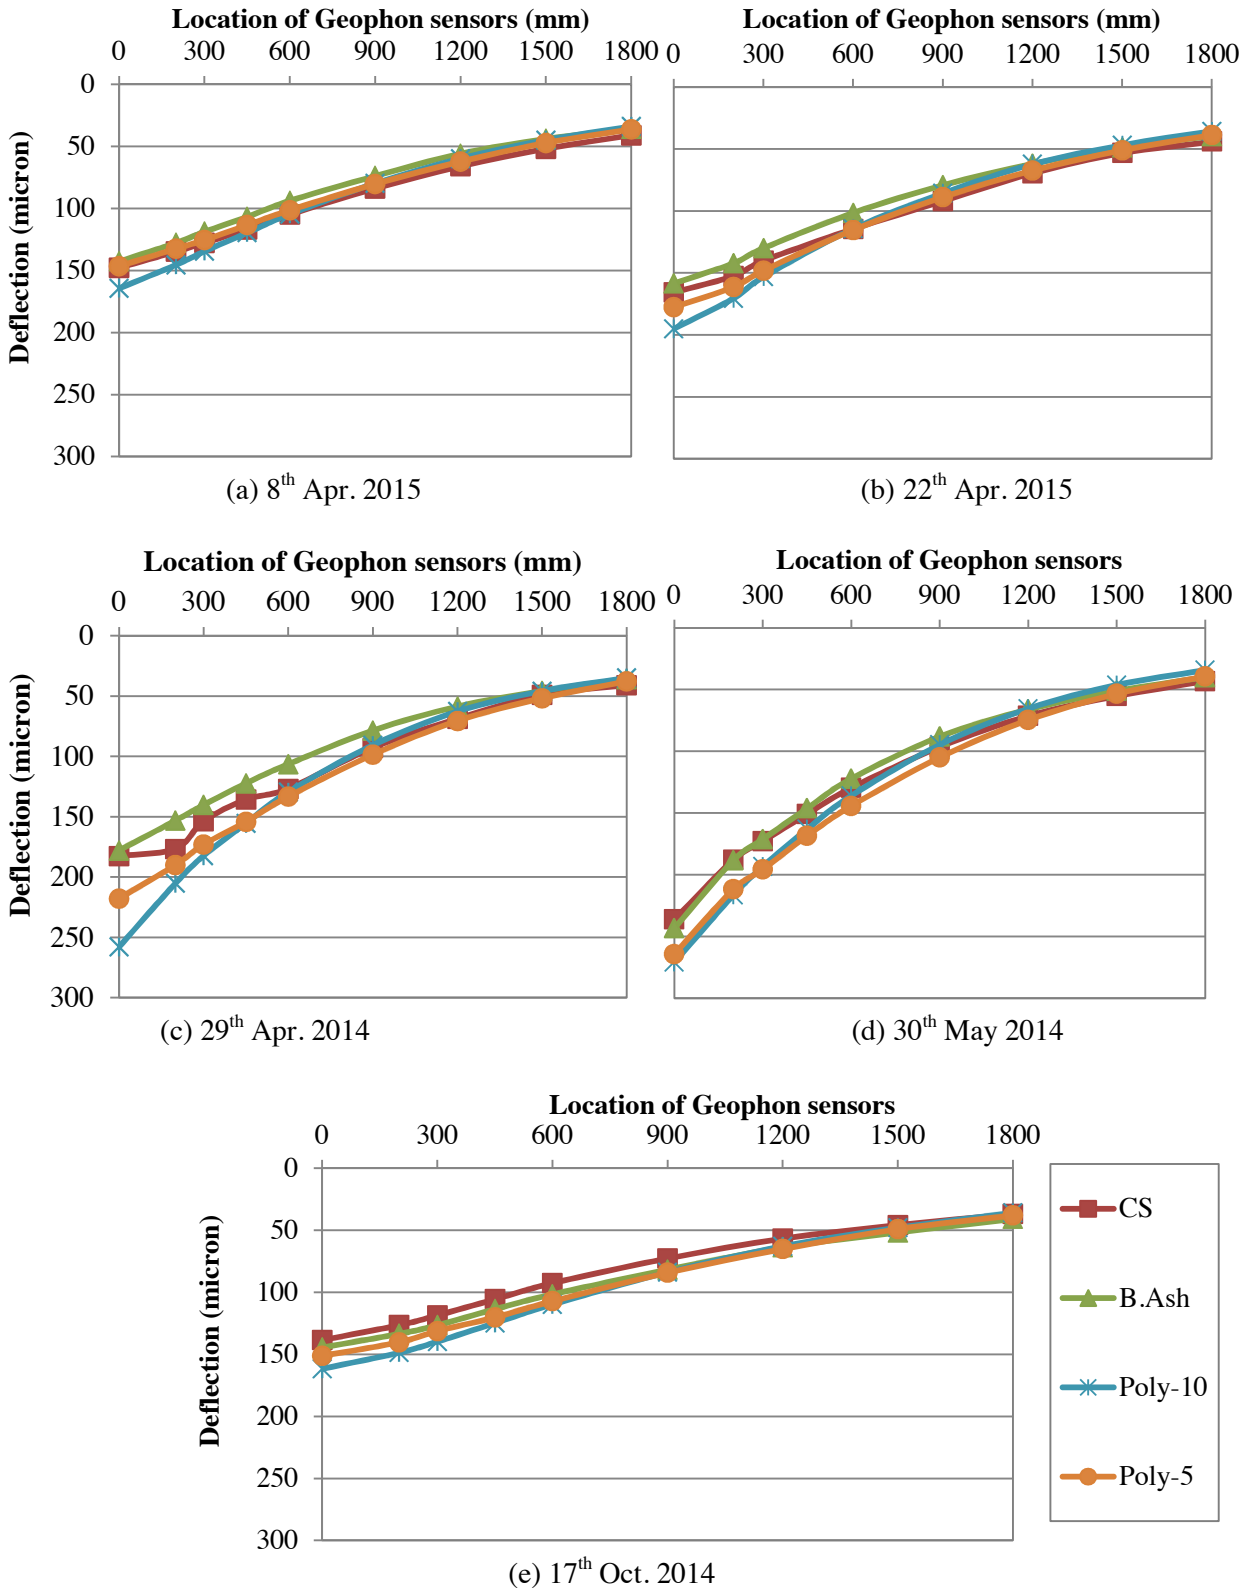 Location of Geophon sensors (mm)
0 300 600 900 1200 1500 1800
Deflection (micron)
0
50
100
150
200
250
300
(a) 8th Apr. 2015
Location of Geophon sensors (mm)
0 300 600 900 1200 1500 1800
(b) 22th Apr. 2015
Location of Geophon sensors (mm)
0 300 600 900 1200 1500 1800
Deflection (micron)
0
50
100
150
200
250
300
(c) 29th Apr. 2014
Location of Geophon sensors
0 300 600 900 1200 1500 1800
(d) 30th May 2014
Location of Geophon sensors
0 300 600 900 1200 1500 1800
Deflection (micron)
0
50
100
150
200
250
300
CS
B.Ash
Poly-10
Poly-5
(e) 17th Oct. 2014